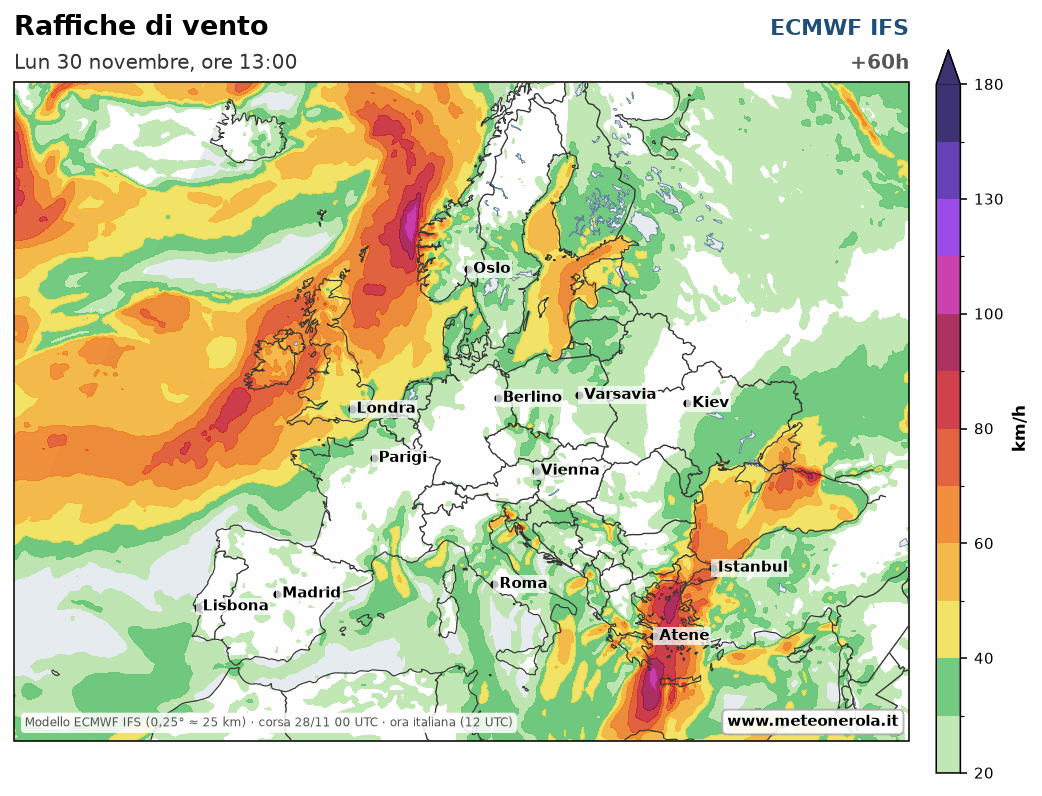 Raffiche di vento
ECMWF IFS
Lun 30 novembre, ore 13:00
+60h
180
130
100
80
60
40
20
km/h
Oslo
Berlino
Varsavia
Kiev
Londra
Parigi
Vienna
Istanbul
Roma
Madrid
Lisbona
Atene
Modello ECMWF IFS (0,25° ≈ 25 km) · corsa 28/11 00 UTC · ora italiana (12 UTC)
www.meteonerola.it